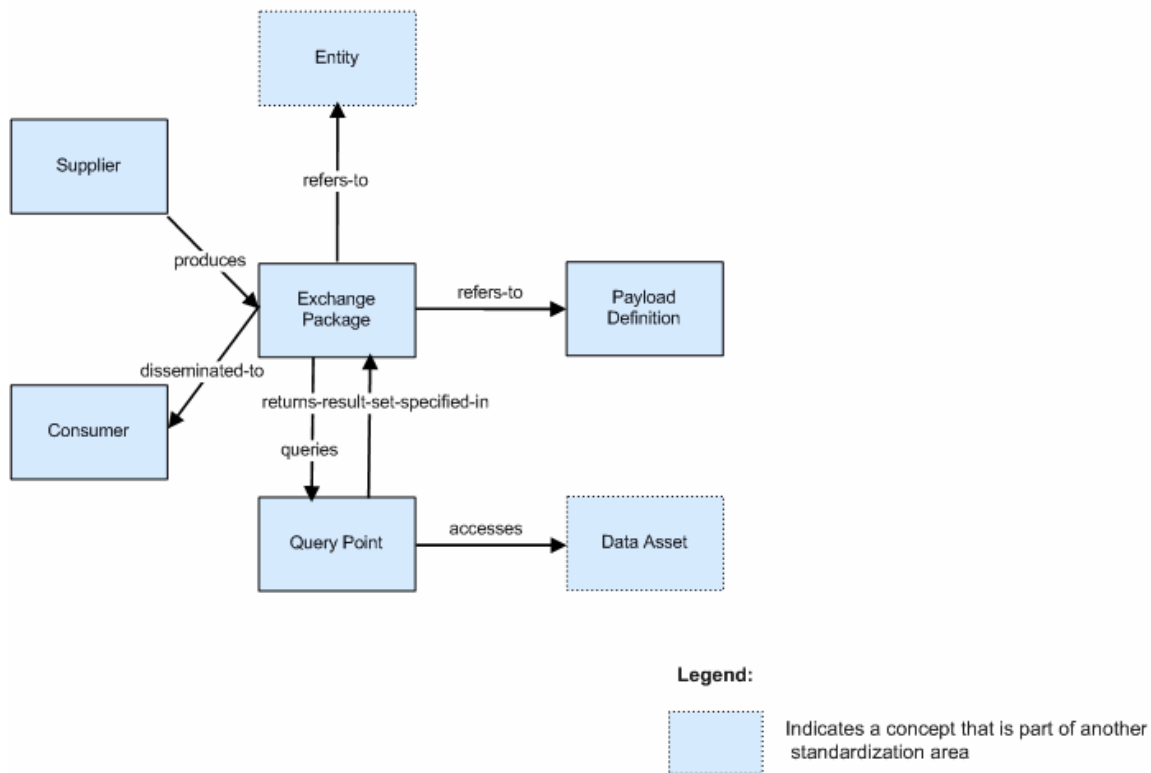 Entity
Supplier
refers-to
produces
Exchange
Package
refers-to
Payload
Definition
disseminated-to
Consumer
returns-result-set-specified-in
queries
Query Point
accesses
Data Asset
Legend:
Indicates a concept that is part of another
standardization area